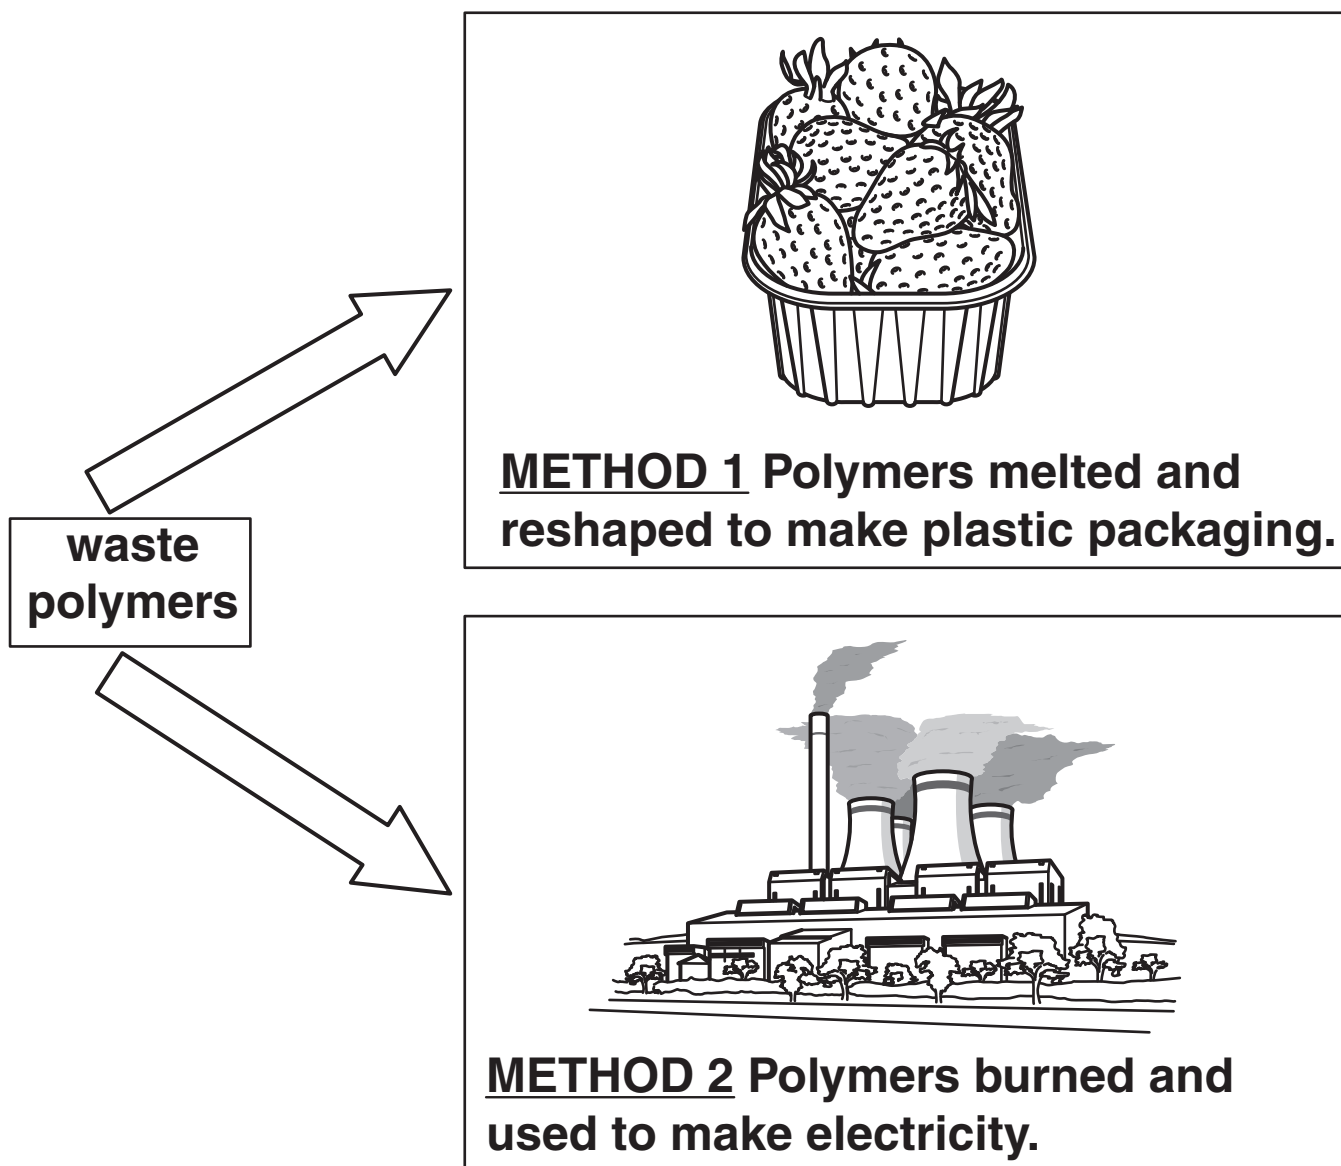 METHOD 1 Polymers melted and
reshaped to make plastic packaging.
waste
polymers
METHOD 2 Polymers burned and
used to make electricity.